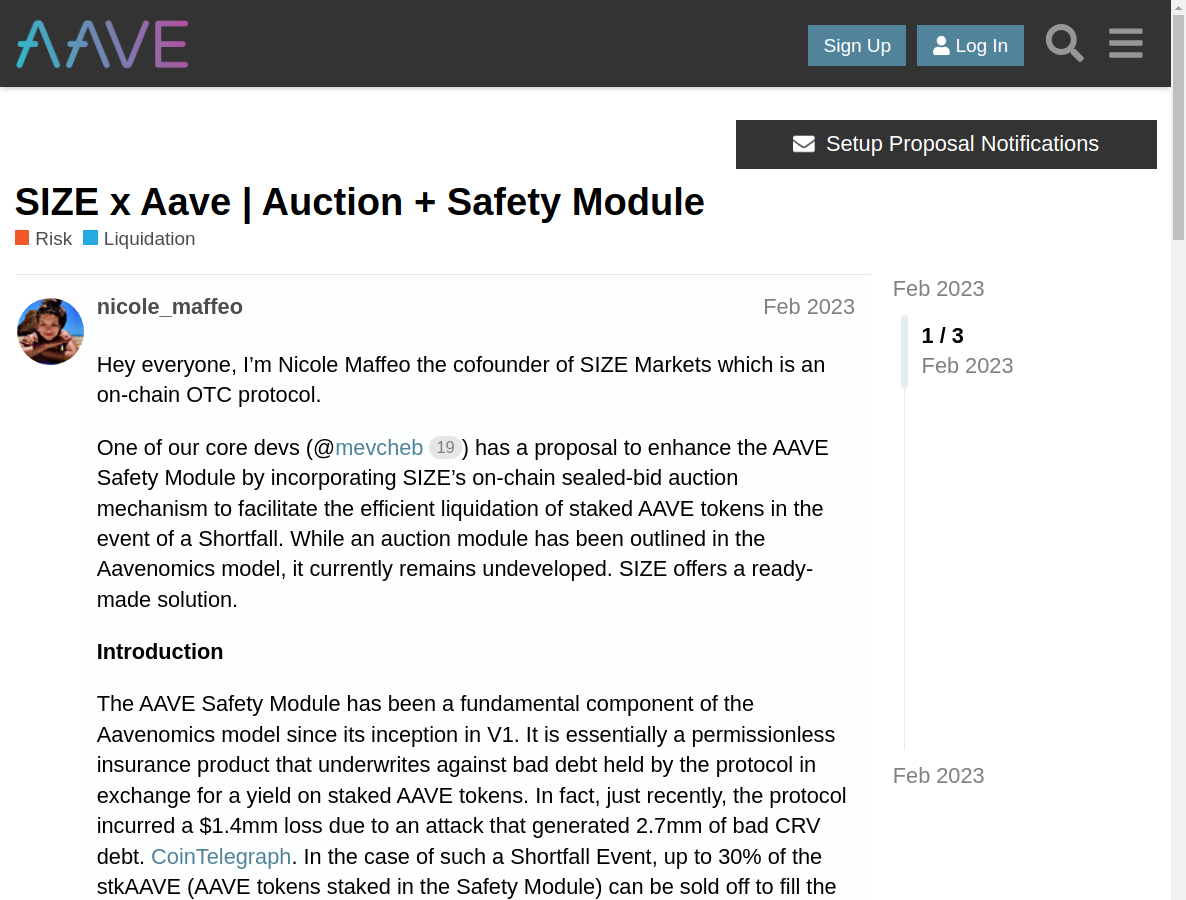 AAVE
Sign Up
Log In
Setup Proposal Notifications
SIZE x Aave | Auction + Safety Module
Risk
Liquidation
nicole_maffeo
Feb 2023
Hey everyone, I’m Nicole Maffeo the cofounder of SIZE Markets which is an
on-chain OTC protocol.
One of our core devs (@mevcheb 19) has a proposal to enhance the AAVE
Safety Module by incorporating SIZE’s on-chain sealed-bid auction
mechanism to facilitate the efficient liquidation of staked AAVE tokens in the
event of a Shortfall. While an auction module has been outlined in the
Aavenomics model, it currently remains undeveloped. SIZE offers a ready-
made solution.
Introduction
The AAVE Safety Module has been a fundamental component of the
Aavenomics model since its inception in V1. It is essentially a permissionless
insurance product that underwrites against bad debt held by the protocol in
exchange for a yield on staked AAVE tokens. In fact, just recently, the protocol
incurred a $1.4mm loss due to an attack that generated 2.7mm of bad CRV
debt. CoinTelegraph. In the case of such a Shortfall Event, up to 30% of the
stkAAVE (AAVE tokens staked in the Safety Module) can be sold off to fill the
Feb 2023
1 / 3
Feb 2023
Feb 2023